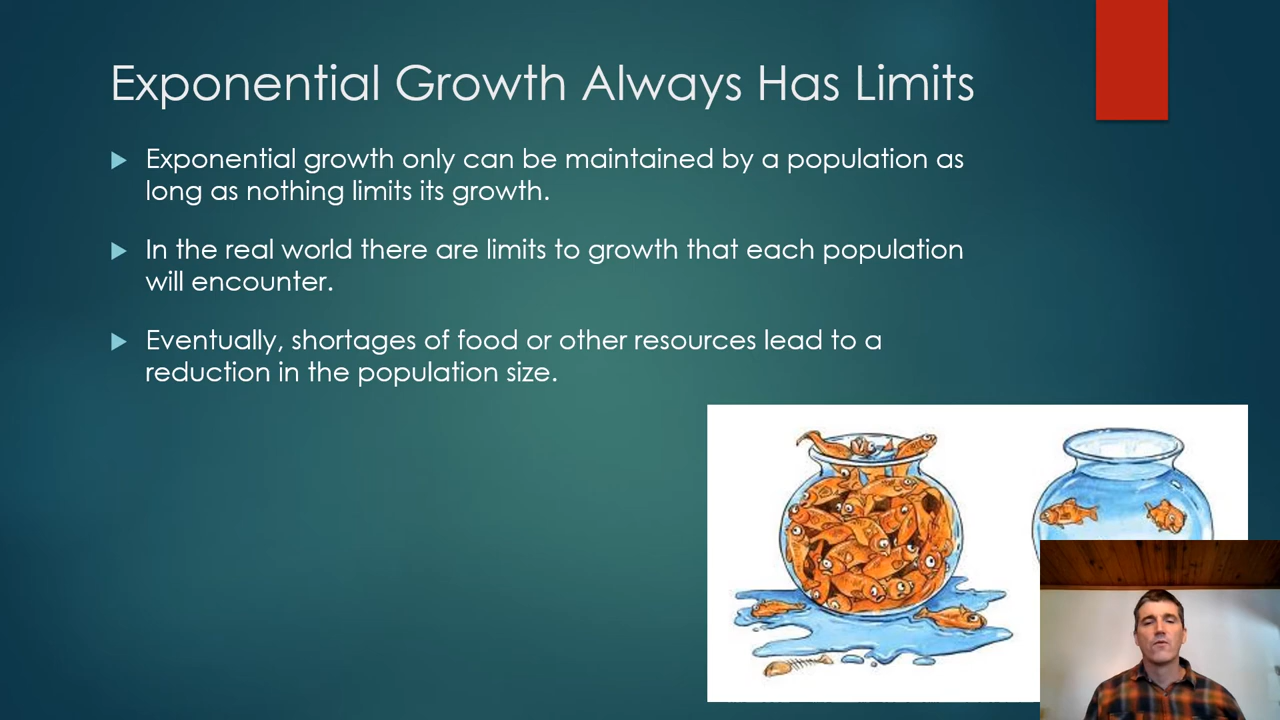 Exponential Growth Always Has Limits
Exponential growth only can be maintained by a population as
long as nothing limits its growth.
In the real world there are limits to growth that each population
will encounter.
Eventually, shortages of food or other resources lead to a
reduction in the population size.